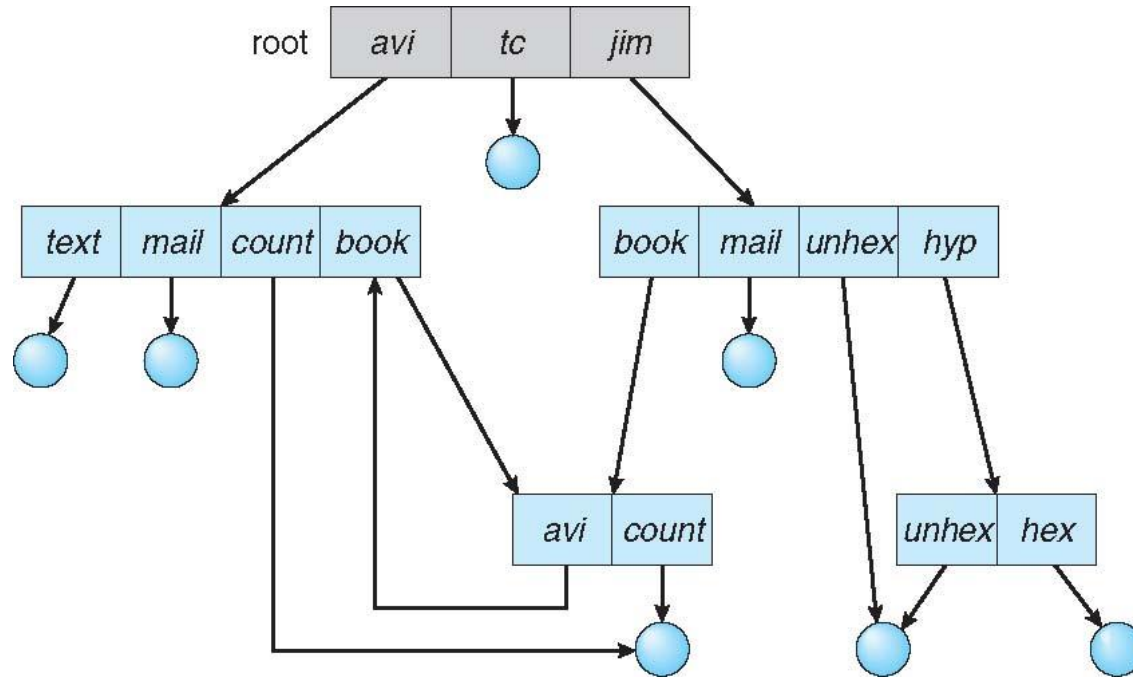 root avi tc jim
text mail count book
book mail unhex hyp
avi count
unhex hex